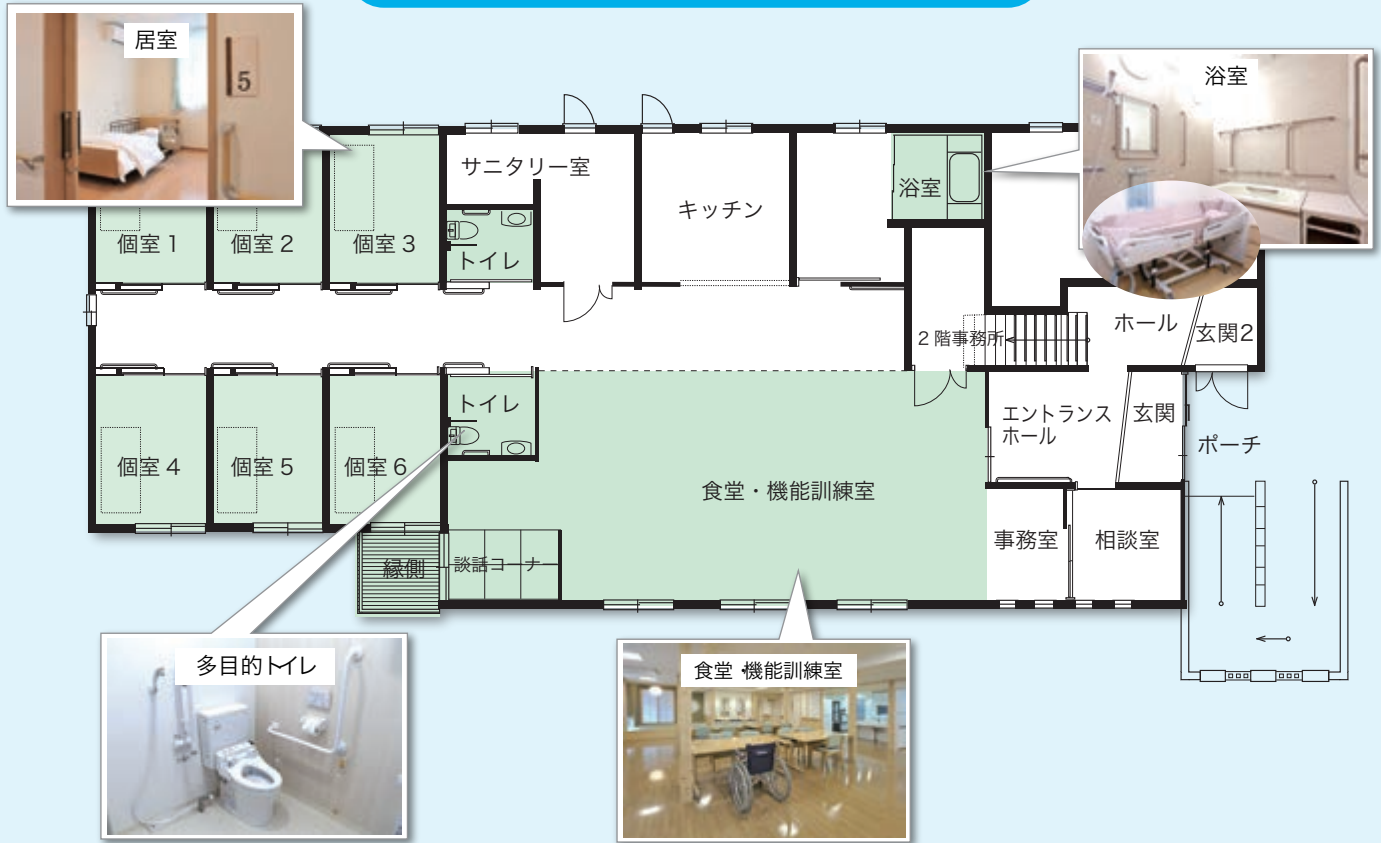 居室
5
浴室
サニタリー室
キッチン
浴室
個室 1
個室 2
個室 3
トイレ
ホール
玄関2
2 階事務所
トイレ
エントランス
ホール
玄関
ポーチ
個室 4
個室 5
個室 6
食堂・機能訓練室
事務室
相談室
縁側
談話コーナー
多目的トイレ
食堂・機能訓練室